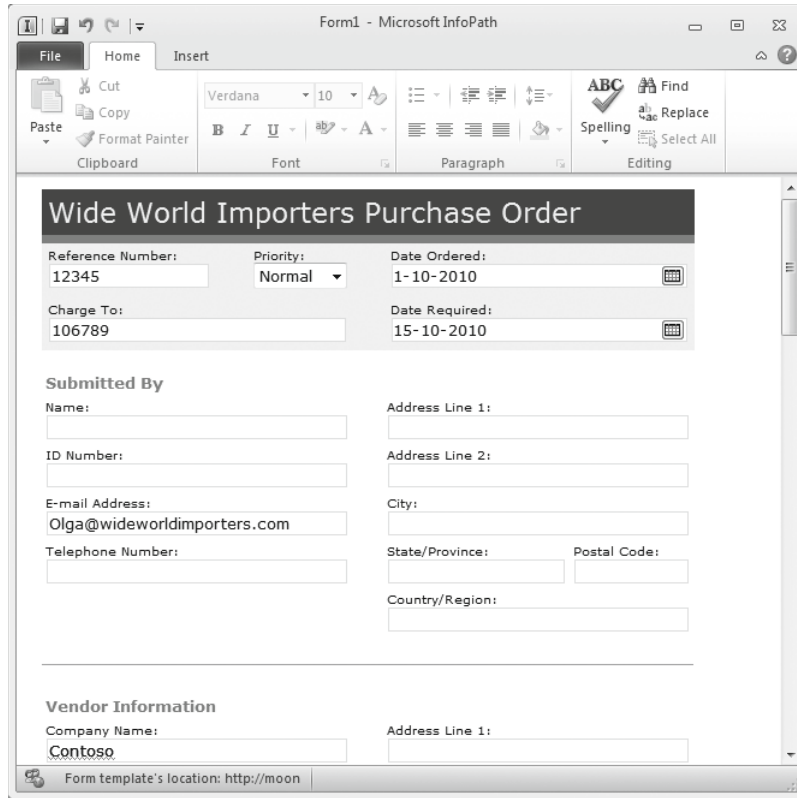 Form1 - Microsoft InfoPath
File Home Insert
Paste
Cut
Copy
Format Painter
Clipboard
Verdana 10
B I U ab A
Font
Paragraph
ABC
Spelling
Find
Replace
Select All
Editing
Wide World Importers Purchase Order
Reference Number: Priority: Date Ordered:
12345 Normal 1-10-2010
Charge To: Date Required:
106789 15-10-2010
Submitted By
Name: Address Line 1:
ID Number: Address Line 2:
E-mail Address: City:
Olga@wideworldimporters.com
Telephone Number: State/Province: Postal Code:
Country/Region:
Vendor Information
Company Name: Address Line 1:
Contoso
Form template's location: http://moon